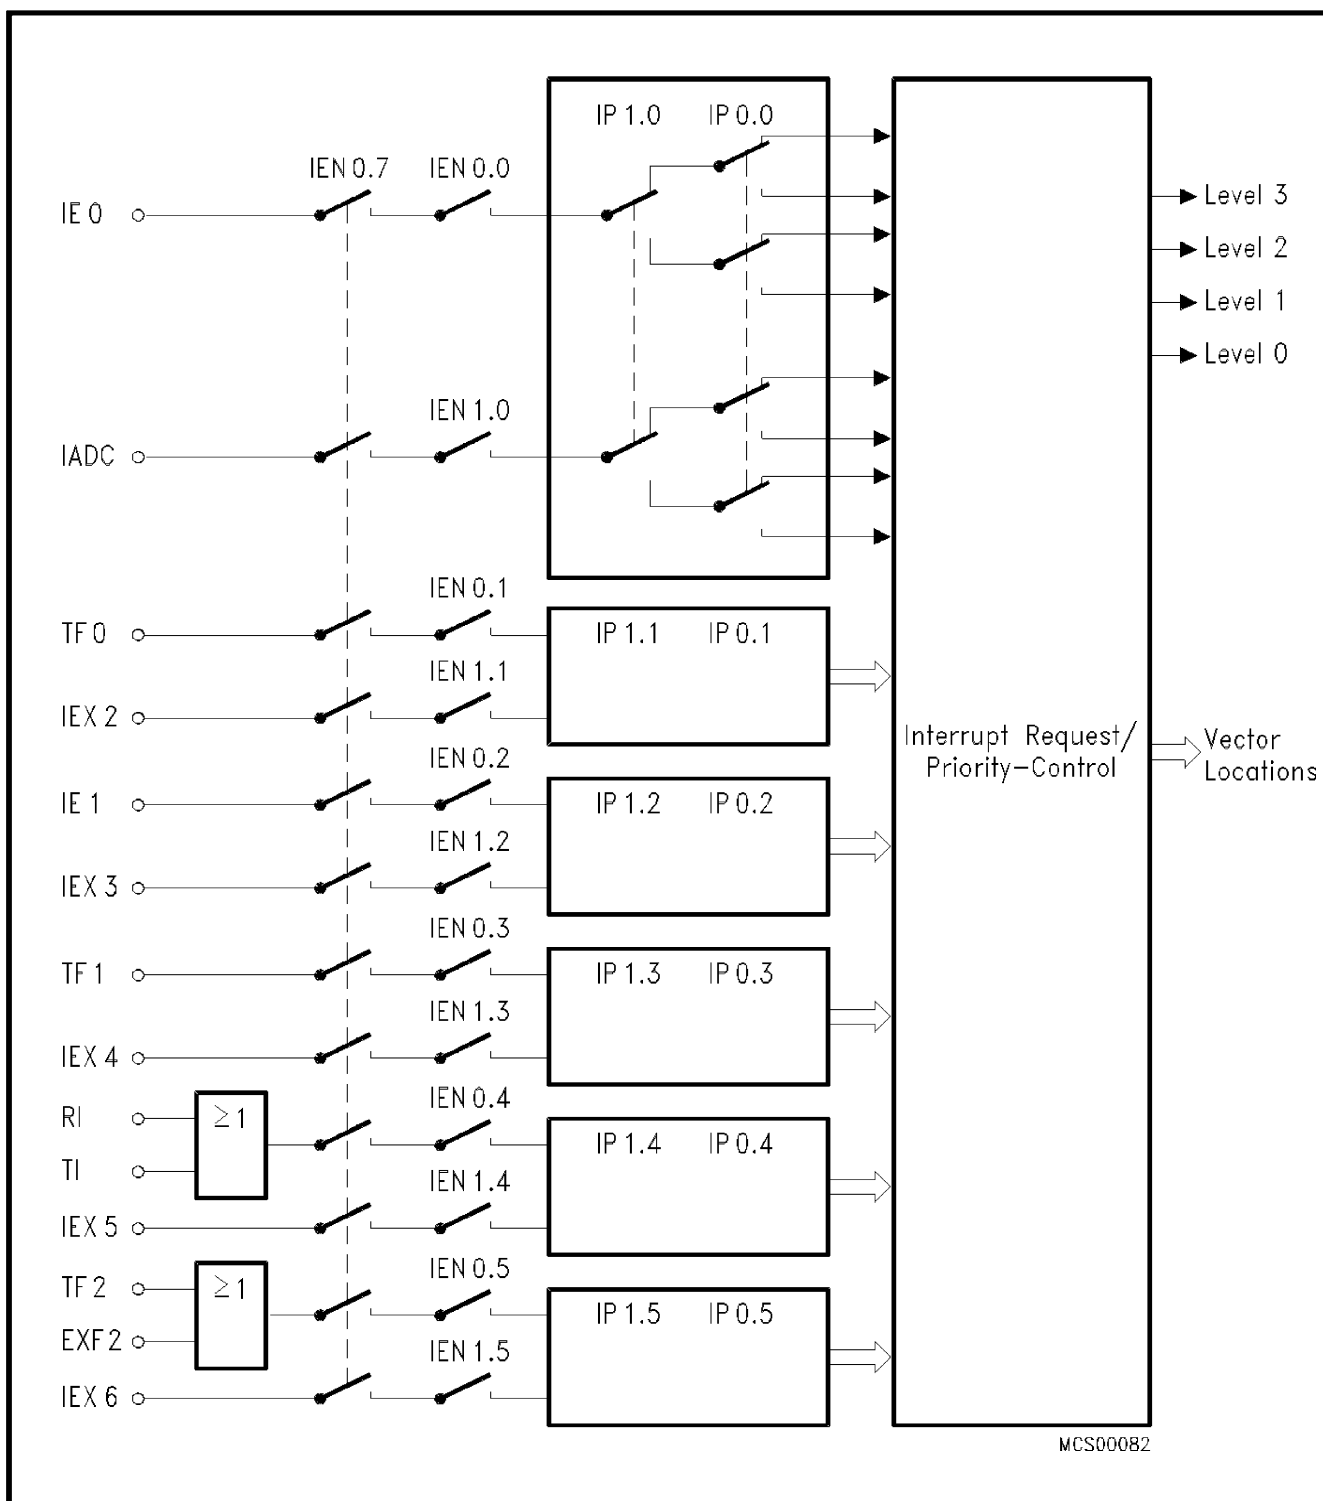 IP 1.0 IP 0.0
IEN 0.7 IEN 0.0
IE 0
Level 3
Level 2
Level 1
Level 0
IEN 1.0
IADC
IEN 0.1
TF 0
IP 1.1 IP 0.1
IEN 1.1
IEX 2
Interrupt Request/
Priority-Control
Vector
Locations
IEN 0.2
IE 1
IP 1.2 IP 0.2
IEN 1.2
IEX 3
IEN 0.3
TF 1
IP 1.3 IP 0.3
IEN 1.3
IEX 4
RI
≥1
IEN 0.4
IP 1.4 IP 0.4
TI
IEN 1.4
IEX 5
TF 2
≥1
IEN 0.5
IP 1.5 IP 0.5
EXF 2
IEN 1.5
IEX 6
MCS00082